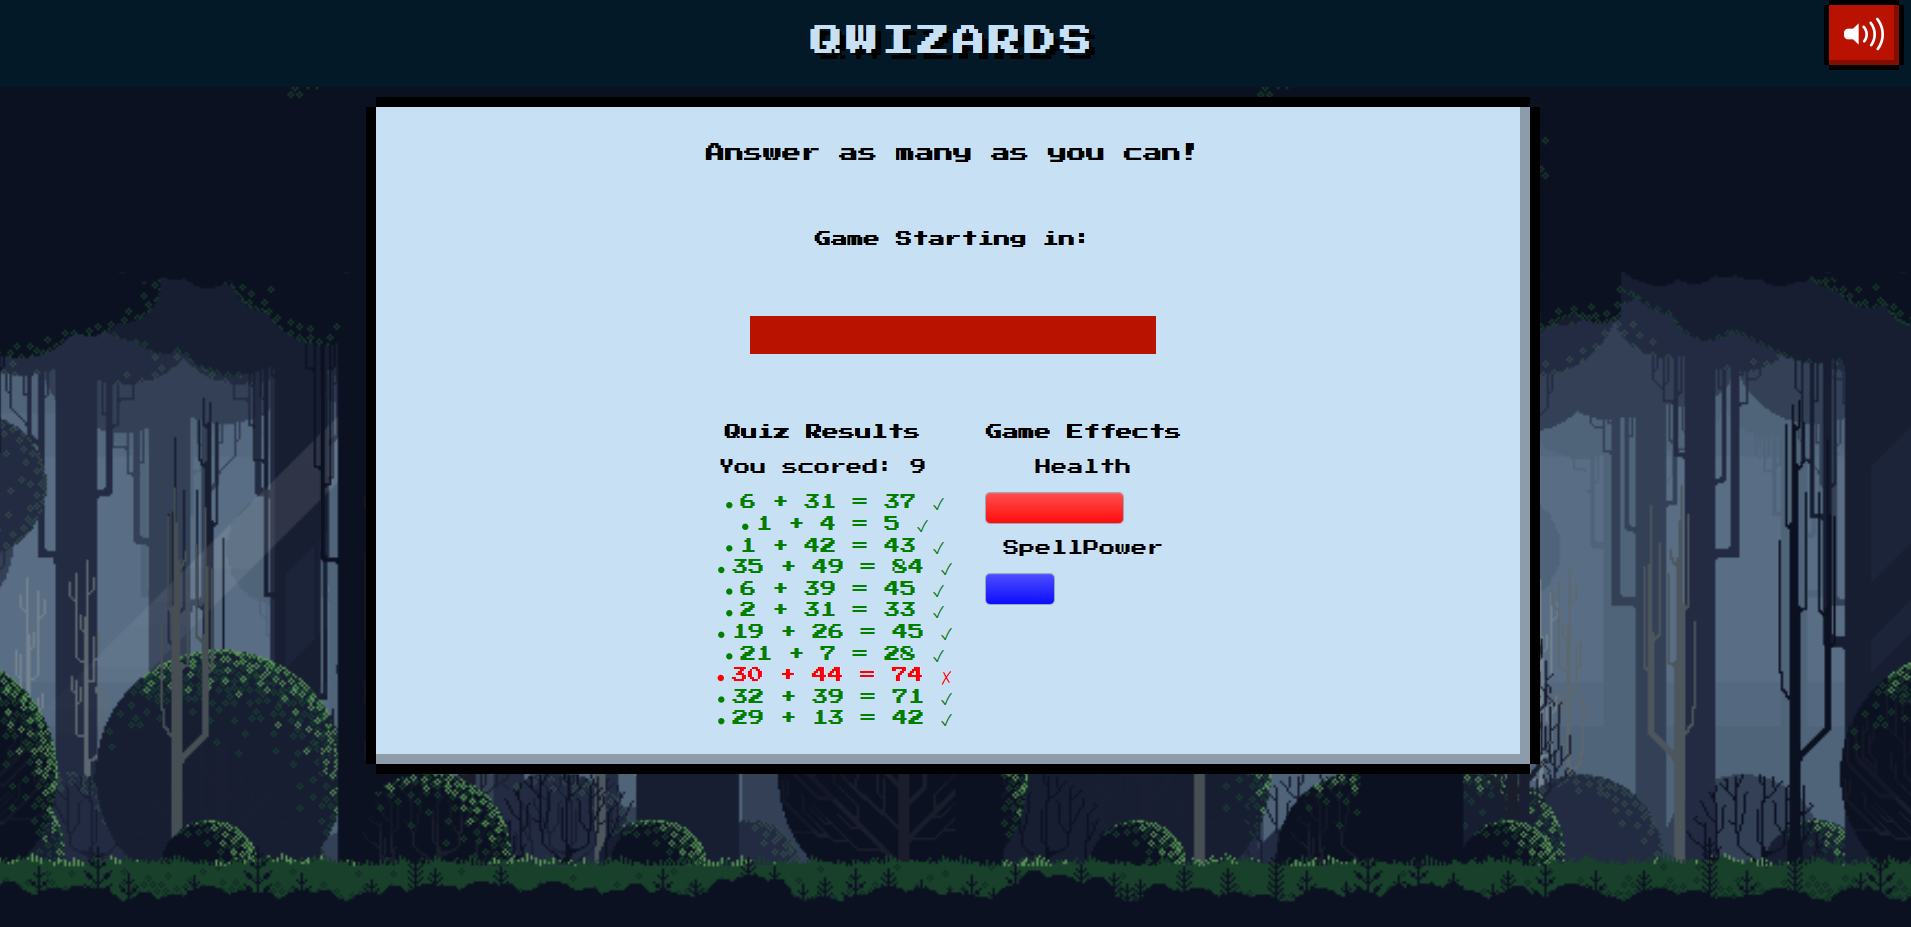 QWIZARDS
Answer as many as you can!
Game Starting in:
Quiz Results
You scored: 9
• 6 + 31 = 37 ✓
• 1 + 4 = 5 ✓
• 1 + 42 = 43 ✓
• 35 + 49 = 84 ✓
• 6 + 39 = 45 ✓
• 2 + 31 = 33 ✓
• 19 + 26 = 45 ✓
• 21 + 7 = 28 ✓
• 30 + 44 = 74 ✗
• 32 + 39 = 71 ✓
• 29 + 13 = 42 ✓
Game Effects
Health
SpellPower